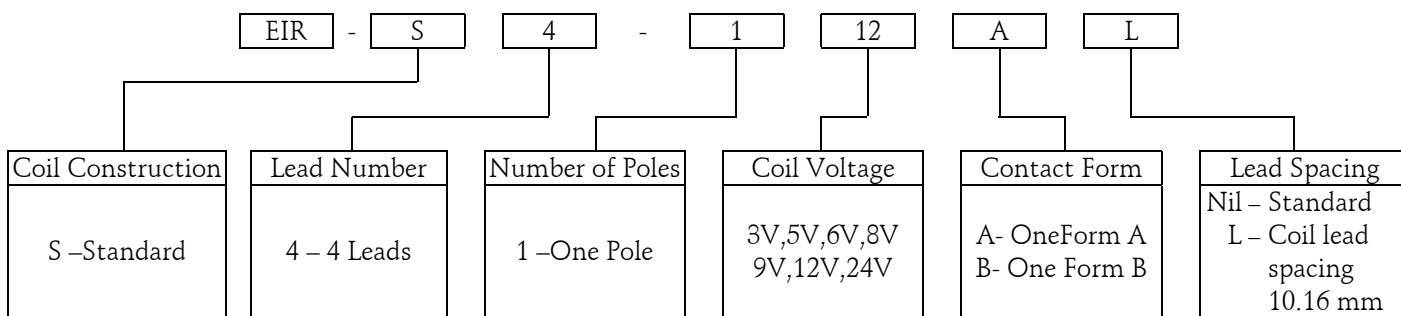 EIR - S 4 - 1 12 A L
Coil Construction
S –Standard
Lead Number
4 – 4 Leads
Number of Poles
1 –One Pole
Coil Voltage
3V,5V,6V,8V
9V,12V,24V
Contact Form
A- OneForm A
B- One Form B
Lead Spacing
Nil – Standard
L – Coil lead
spacing
10.16 mm